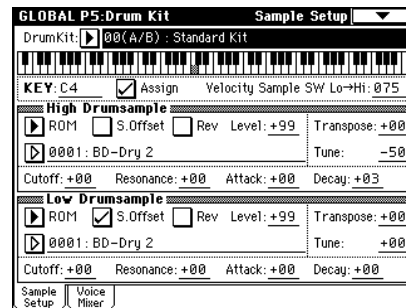 GLOBAL P5:Drum Kit Sample Setup
DrumKit: 00(A/B) : Standard Kit
KEY: C4 Assign Velocity Sample SW Lo→Hi: 075
High Drumsample
ROM S.Offset Rev Level: +99 Transpose: +00
0001: BD-Dry 2 Tune: -50
Cutoff: +00 Resonance: +00 Attack: +00 Decay: +03
Low Drumsample
ROM S.Offset Rev Level: +99 Transpose: +00
0001: BD-Dry 2 Tune: +00
Cutoff: +00 Resonance: +00 Attack: +00 Decay: +00
Sample Setup Voice Mixer